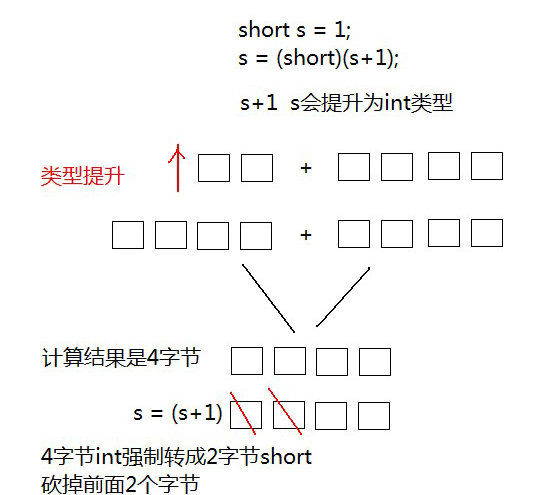 short s = 1;
s = (short)(s+1);
s+1 s会提升为int类型
类型提升
+
+
计算结果是4字节
s = (s+1)
4字节int强制转成2字节short
砍掉前面2个字节